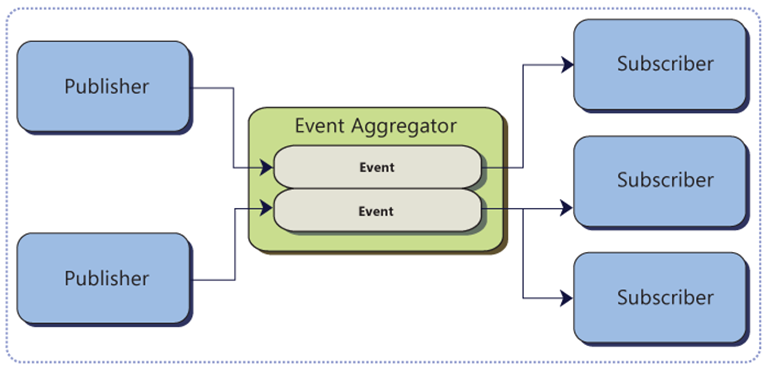 Publisher
Publisher
Event Aggregator
Event
Event
Subscriber
Subscriber
Subscriber